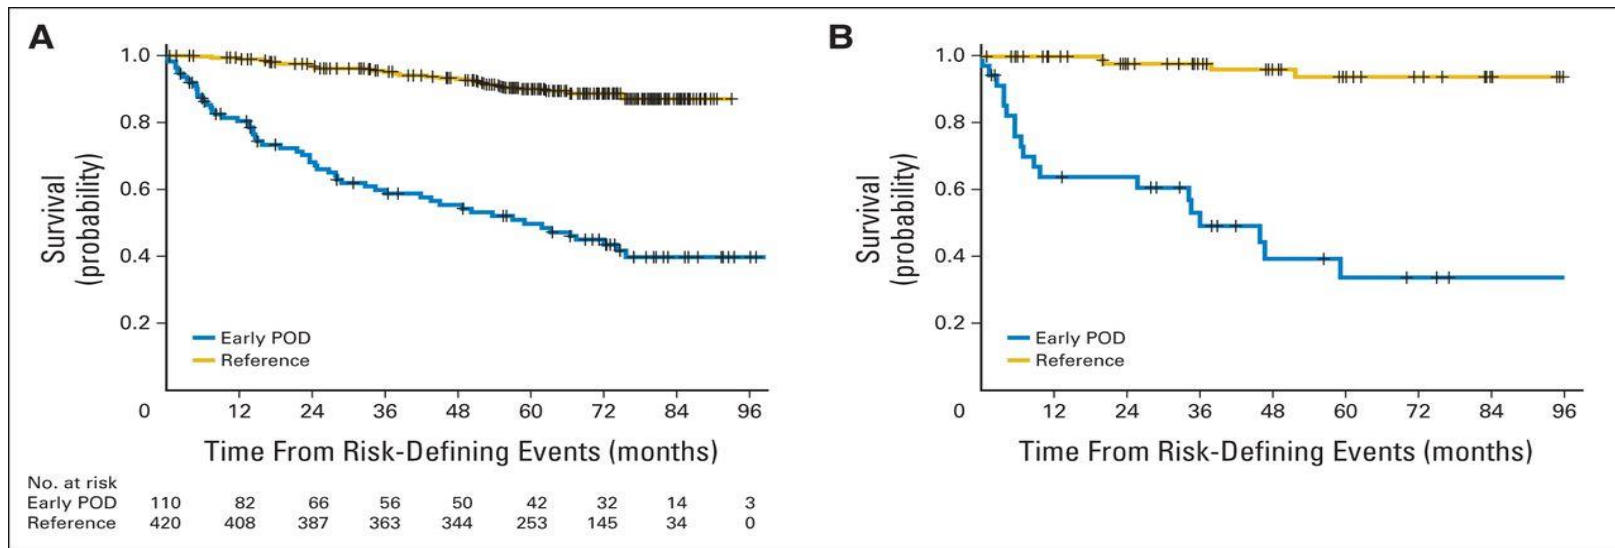 A
1.0
0.8
0.6
0.4
0.2
Survival
(probability)
Early POD
Reference
0 12 24 36 48 60 72 84 96
Time From Risk-Defining Events (months)
No. at risk
Early POD 110 82 66 56 50 42 32 14 3
Reference 420 408 387 363 344 253 145 34 0
B
1.0
0.8
0.6
0.4
0.2
Survival
(probability)
Early POD
Reference
0 12 24 36 48 60 72 84 96
Time From Risk-Defining Events (months)